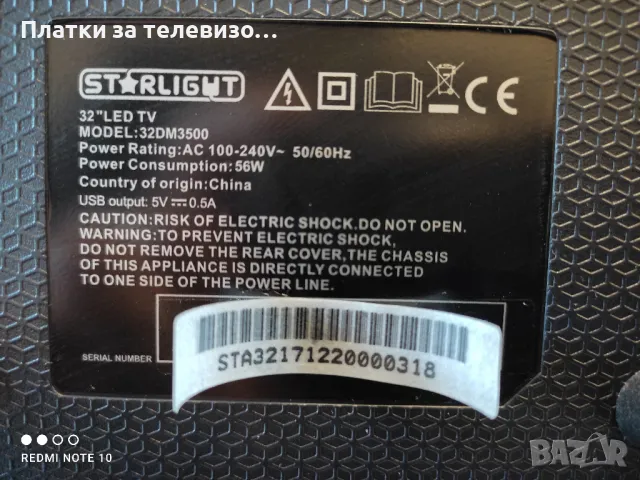 Платки за телевизо...
STARLIGHT
32"LED TV
MODEL:32DM3500
Power Rating:AC 100-240V~ 50/60Hz
Power Consumption:56W
Country of origin:China
USB output: 5V⎓0.5A
CAUTION:RISK OF ELECTRIC SHOCK.DO NOT OPEN.
WARNING:TO PREVENT ELECTRIC SHOCK,
DO NOT REMOVE THE REAR COVER,THE CHASSIS
OF THIS APPLIANCE IS DIRECTLY CONNECTED
TO ONE SIDE OF THE POWER LINE.
SERIAL NUMBER
STA32171220000318
REDMI NOTE 10
BAZAR